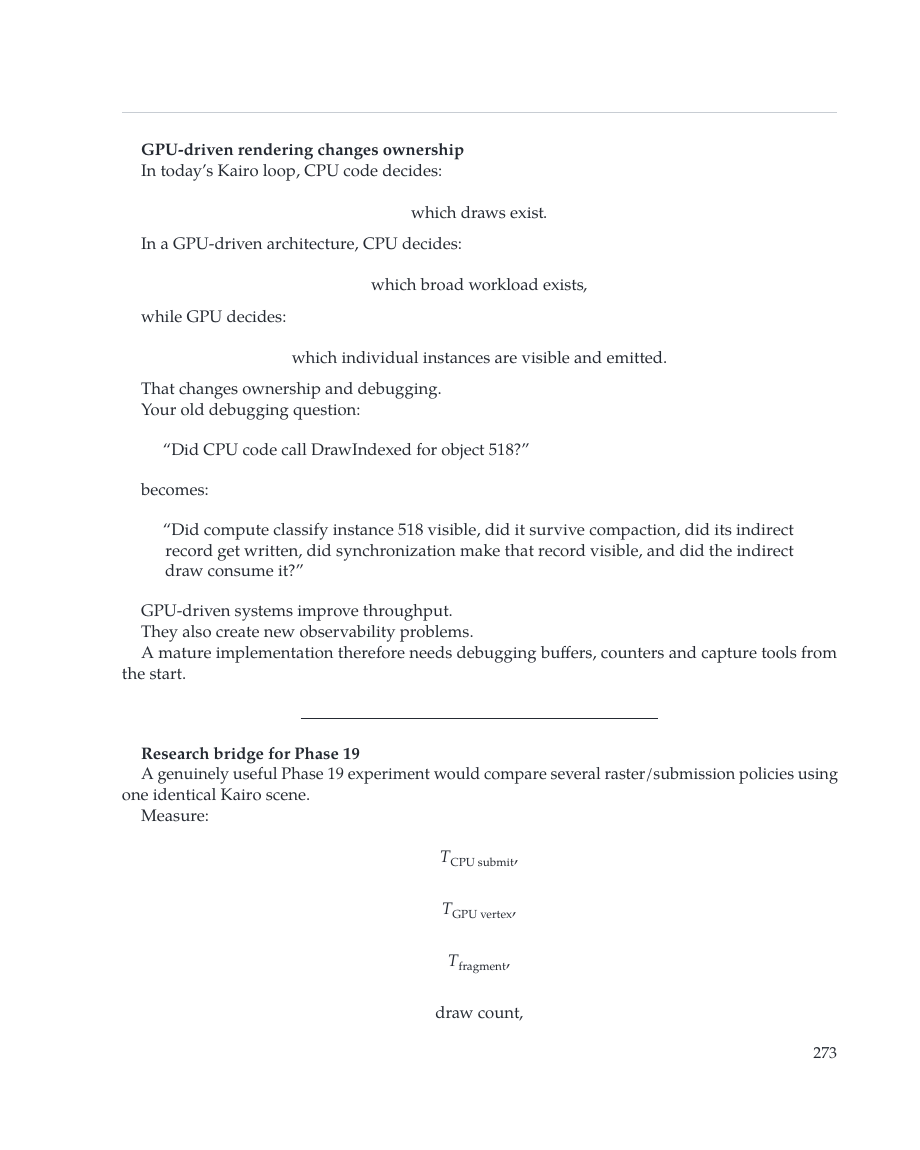 GPU-driven rendering changes ownership
In today’s Kairo loop, CPU code decides:
which draws exist.
In a GPU-driven architecture, CPU decides:
which broad workload exists,
while GPU decides:
which individual instances are visible and emitted.
That changes ownership and debugging.
Your old debugging question:
“Did CPU code call DrawIndexed for object 518?”
becomes:
“Did compute classify instance 518 visible, did it survive compaction, did its indirect
record get written, did synchronization make that record visible, and did the indirect
draw consume it?”
GPU-driven systems improve throughput.
They also create new observability problems.
A mature implementation therefore needs debugging buffers, counters and capture tools from
the start.
Research bridge for Phase 19
A genuinely useful Phase 19 experiment would compare several raster/submission policies using
one identical Kairo scene.
Measure:
T_CPU submit,
T_GPU vertex,
T_fragment,
draw count,
273